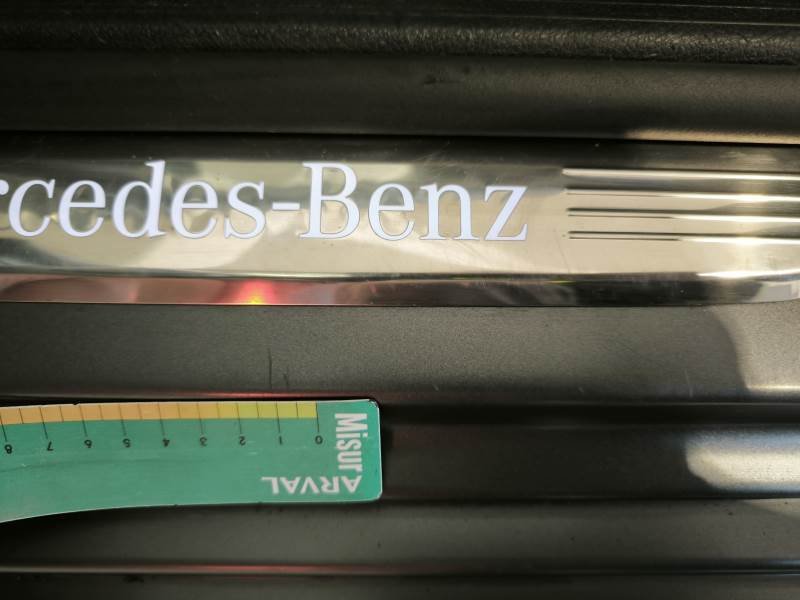 rcedes-Benz
8 7 6 5 4 3 2 1 0
Misur
ARVAL